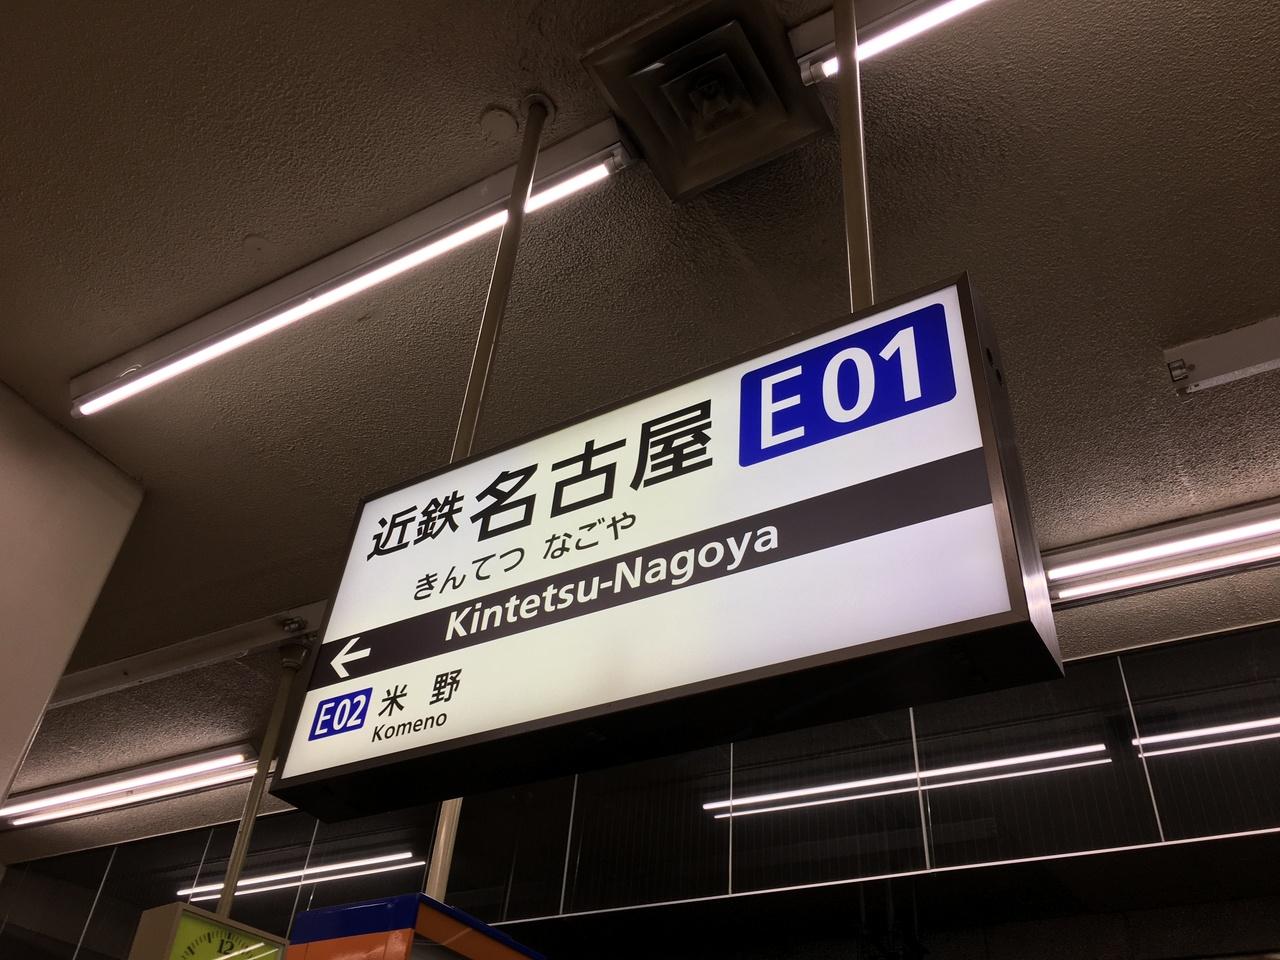 近鉄名古屋 E01
きんてつ なごや
Kintetsu-Nagoya
←
E02 米野
Komeno
12